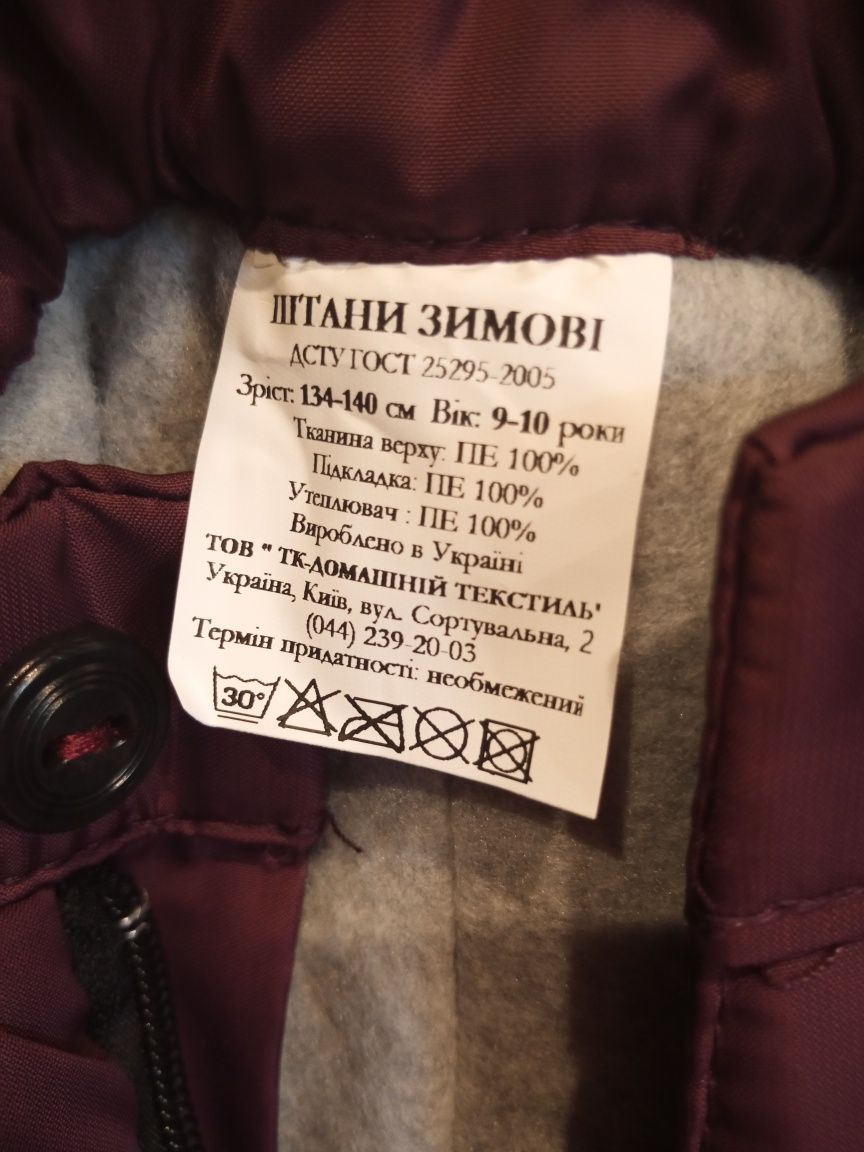 ШТАНИ ЗИМОВІ
ДСТУ ГОСТ 25295-2005
Зріст: 134-140 см Вік: 9-10 роки
Тканина верху: ПЕ 100%
Підкладка: ПЕ 100%
Утеплювач : ПЕ 100%
Вироблено в Україні
ТОВ " ТК-ДОМАШНІЙ ТЕКСТИЛЬ"
Україна, Київ, вул. Сортувальна, 2
(044) 239-20-03
Термін придатності: необмежений
30°